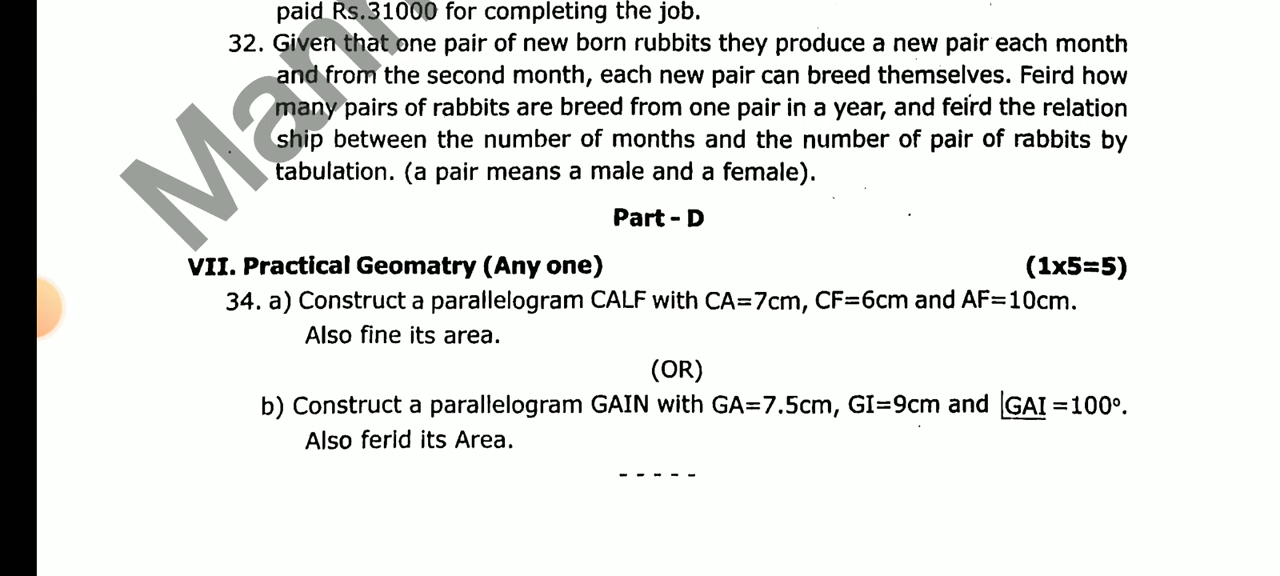 paid Rs.31000 for completing the job.
32. Given that one pair of new born rubbits they produce a new pair each month
and from the second month, each new pair can breed themselves. Feird how
many pairs of rabbits are breed from one pair in a year, and feird the relation
ship between the number of months and the number of pair of rabbits by
tabulation. (a pair means a male and a female).
Part - D
VII. Practical Geomatry (Any one) (1x5=5)
34. a) Construct a parallelogram CALF with CA=7cm, CF=6cm and AF=10cm.
Also fine its area.
(OR)
b) Construct a parallelogram GAIN with GA=7.5cm, GI=9cm and |GAI =100°.
Also ferld its Area.
- - - - -